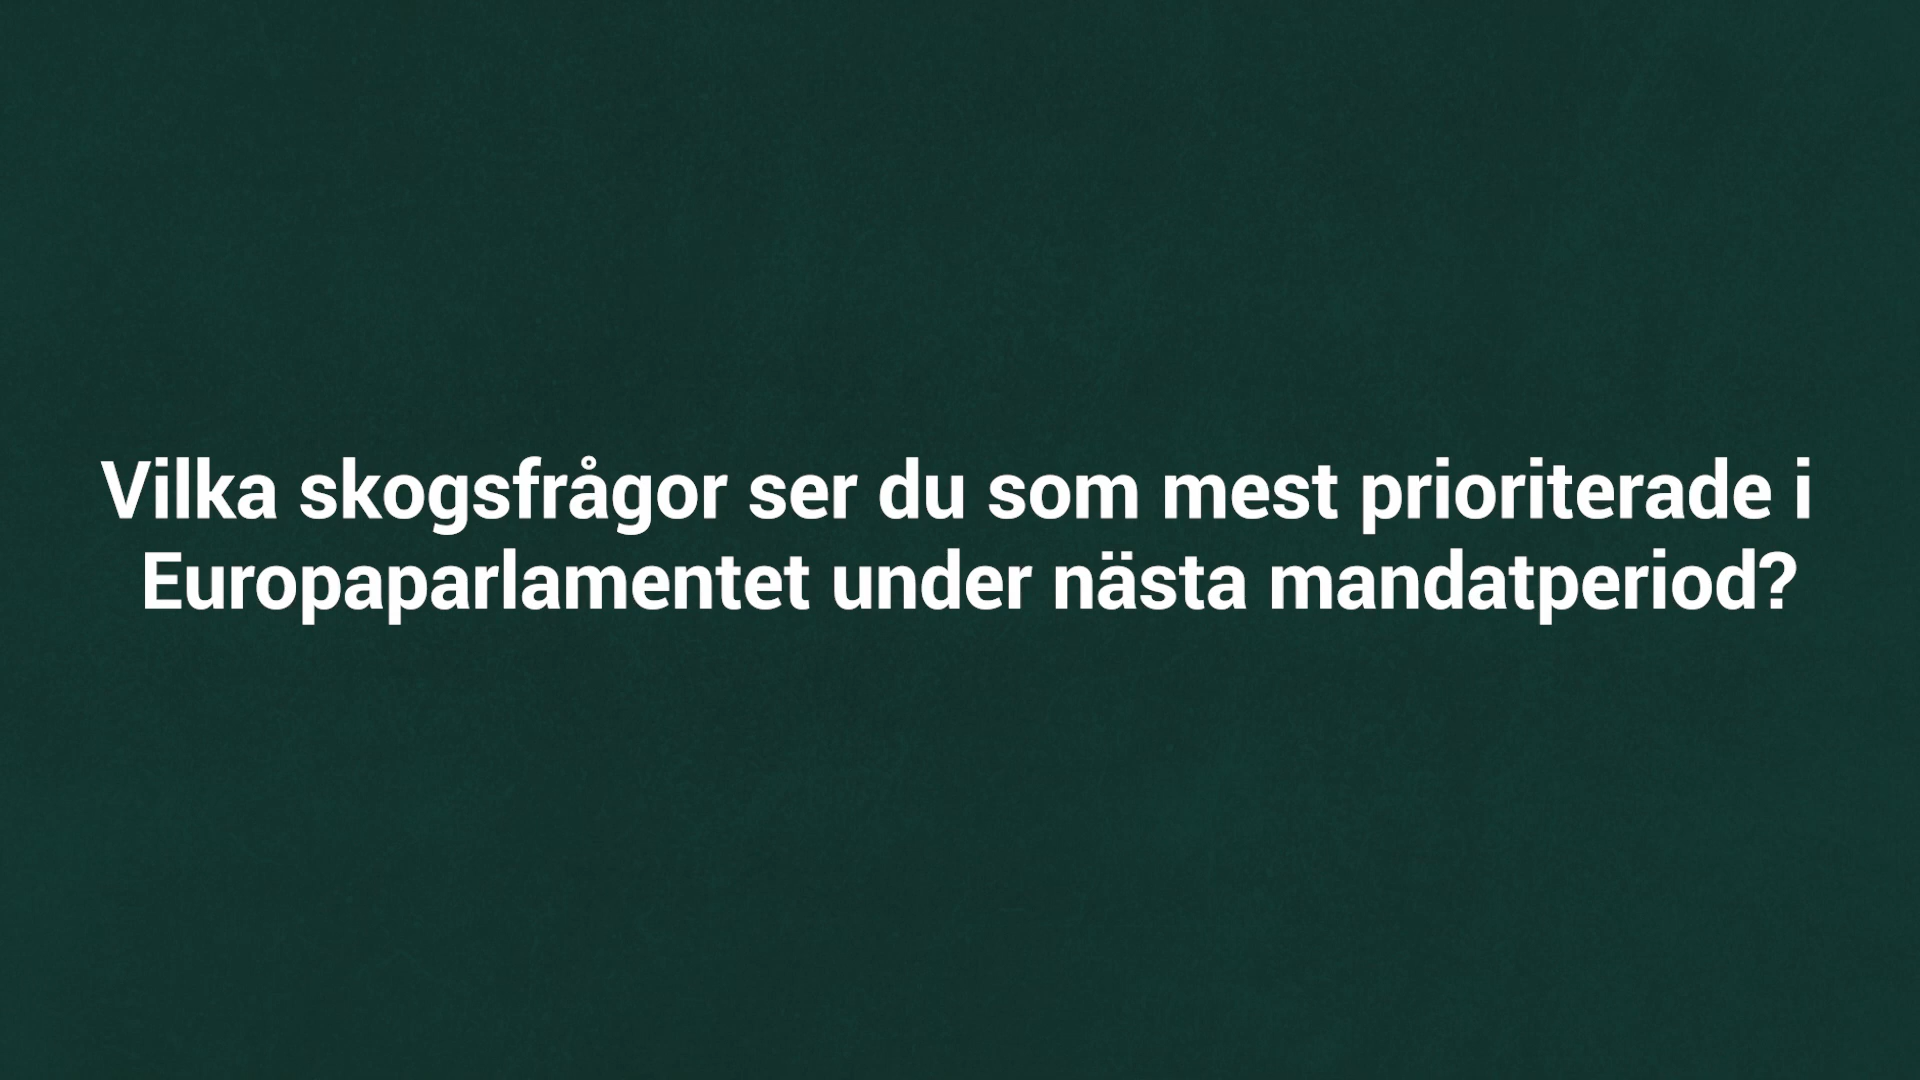 Vilka skogsfrågor ser du som mest prioriterade i
Europaparlamentet under nästa mandatperiod?